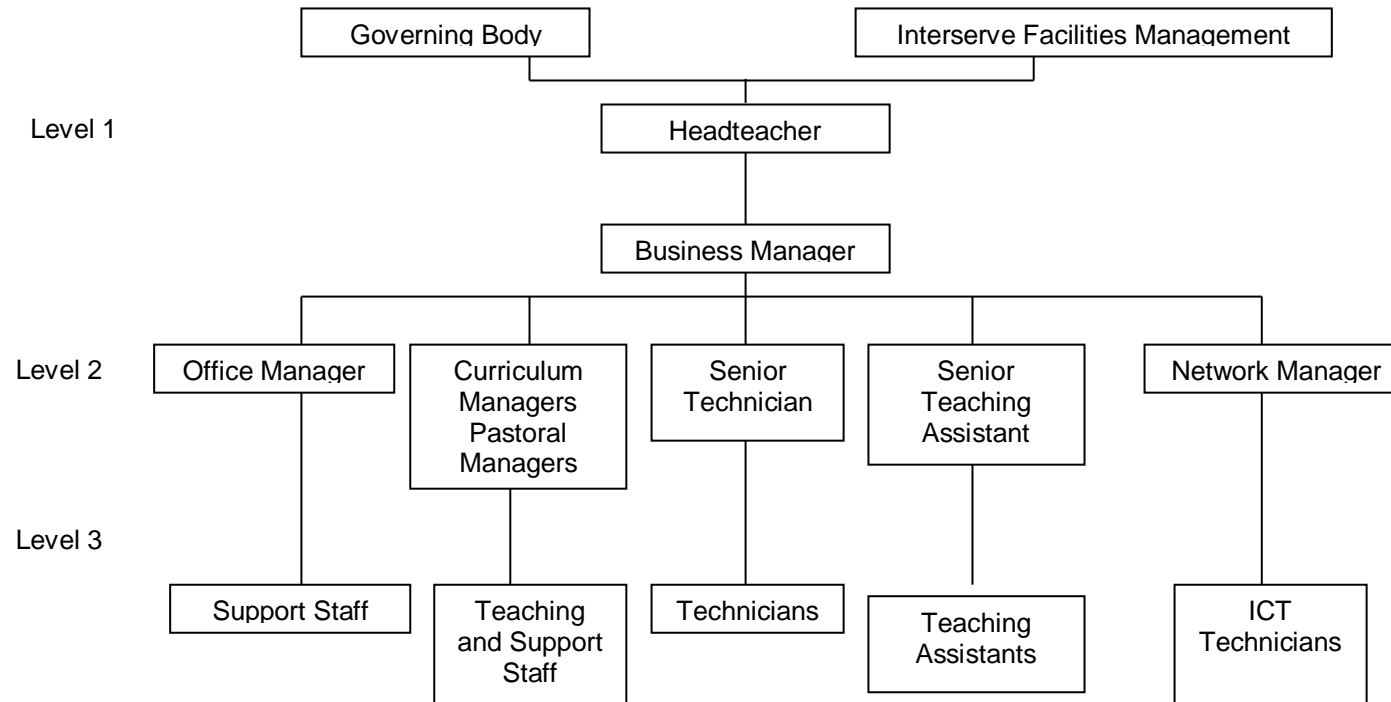 Governing Body
Interserve Facilities Management
Level 1
Headteacher
Business Manager
Level 2
Office Manager
Curriculum
Managers
Pastoral
Managers
Senior
Technician
Senior
Teaching
Assistant
Network Manager
Level 3
Support Staff
Teaching
and Support
Staff
Technicians
Teaching
Assistants
ICT
Technicians